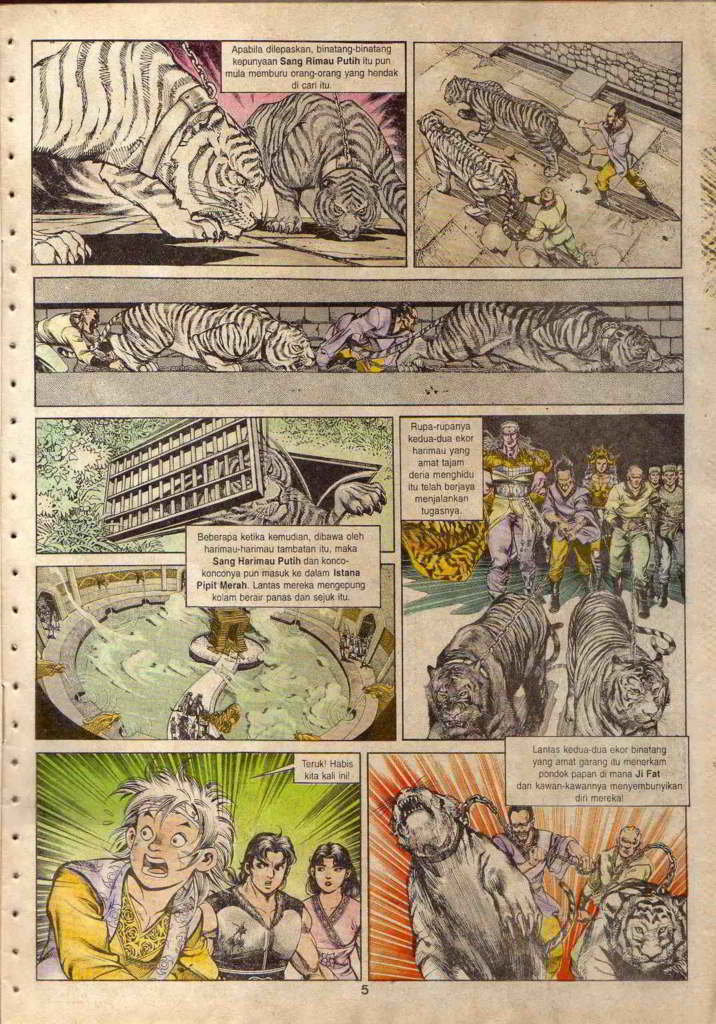 Apabila dilepaskan, binatang-binatang
kepunyaan Sang Rimau Putih itu pun
mula memburu orang-orang yang hendak
di cari itu.
Rupa-rupanya
kedua-dua ekor
harimau yang
amat tajam
deria menghidu
itu telah berjaya
menjalankan
tugasnya.
Beberapa ketika kemudian, dibawa oleh
harimau-harimau tambatan itu, maka
Sang Harimau Putih dan konco-
konconya pun masuk ke dalam Istana
Pipit Merah. Lantas mereka mengepung
kolam berair panas dan sejuk itu.
Teruk! Habis
kita kali ini!
Lantas kedua-dua ekor binatang
yang amat garang itu menerkam
pondok papan di mana Ji Fat
dan kawan-kawannya menyembunyikan
diri mereka!
5